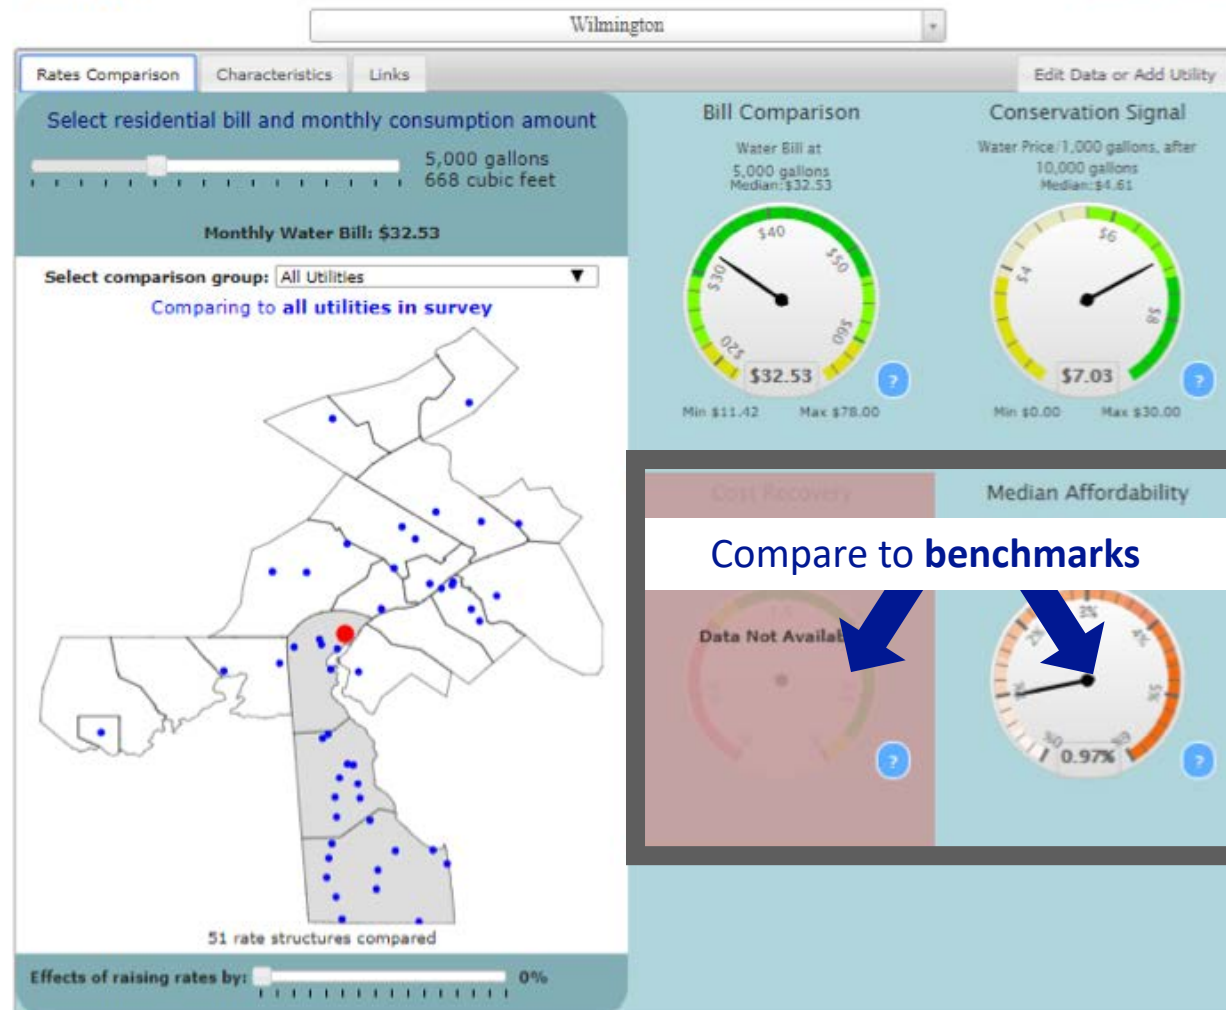 Wilmington
Rates Comparison
Characteristics
Links
Edit Data or Add Utility
Select residential bill and monthly consumption amount
5,000 gallons
668 cubic feet
Monthly Water Bill: $32.53
Select comparison group: All Utilities
Comparing to all utilities in survey
51 rate structures compared
Effects of raising rates by: 0%
Bill Comparison
Water Bill at
5,000 gallons
Median:$32.53
$20
$30
$40
$50
$60
$32.53
?
Min $11.42 Max $78.00
Conservation Signal
Water Price/1,000 gallons, after
10,000 gallons
Median:$4.61
$4
$6
$8
$7.03
?
Min $0.00 Max $30.00
Cost Recovery
Median Affordability
Compare to benchmarks
Data Not Availab
?
0%
2%
3%
4%
5%
6%
0.97%
?